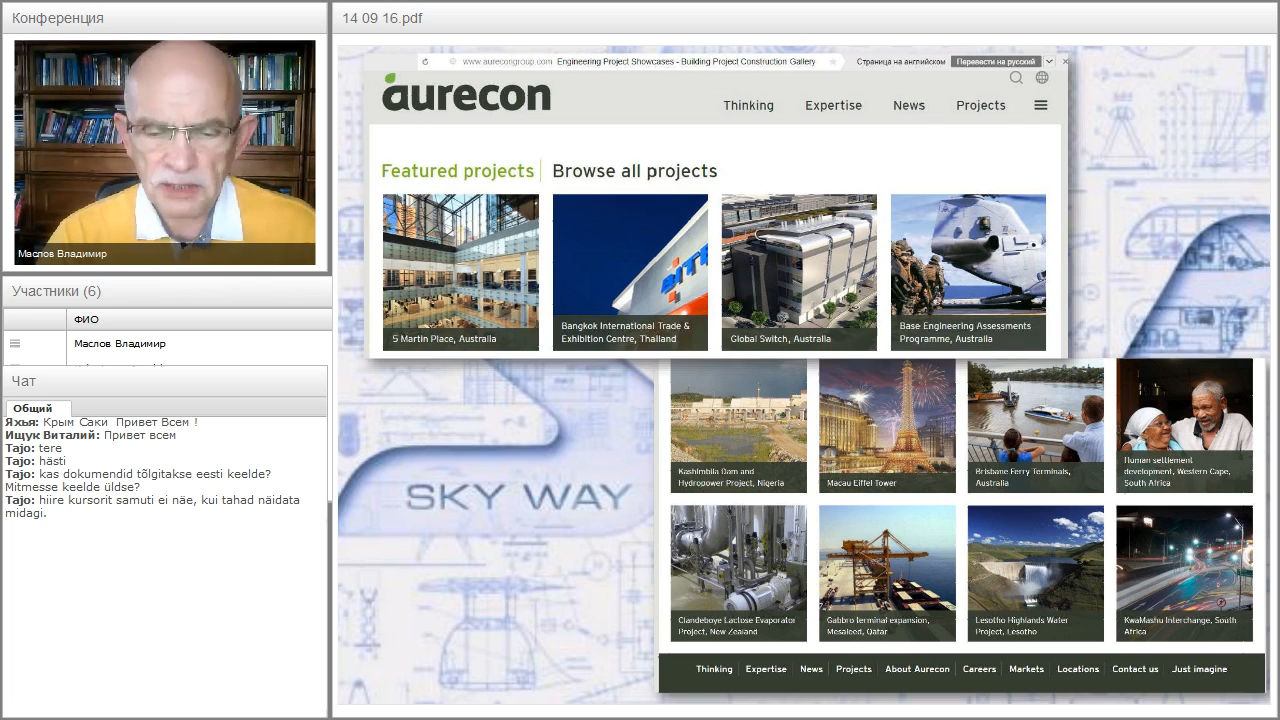 Конференция
Маслов Владимир
Участники (6)
ФИО
Маслов Владимир
Чат
Общий
Яхья: Крым Саки Привет Всем !
Ищук Виталий: Привет всем
Tajo: tere
Tajo: hästi
Tajo: kas dokumendid tõlgitakse eesti keelde?
Mitmesse keelde üldse?
Tajo: hiire kursorit samuti ei näe, kui tahad näidata
midagi.
14 09 16.pdf
www.aurecongroup.com Engineering Project Showcases - Building Project Construction Gallery
Страница на английском Перевести на русский
aurecon
Thinking Expertise News Projects
Featured projects Browse all projects
5 Martin Place, Australia
Bangkok International Trade &
Exhibition Centre, Thailand
Global Switch, Australia
Base Engineering Assessments
Programme, Australia
SKY WAY
Kashimbila Dam and
Hydropower Project, Nigeria
Macau Eiffel Tower
Brisbane Ferry Terminals,
Australia
Human settlement
development, Western Cape,
South Africa
Clandeboye Lactose Evaporator
Project, New Zealand
Gabbro terminal expansion,
Mesaieed, Qatar
Lesotho Highlands Water
Project, Lesotho
KwaMashu Interchange, South
Africa
Thinking Expertise News Projects About Aurecon Careers Markets Locations Contact us Just imagine